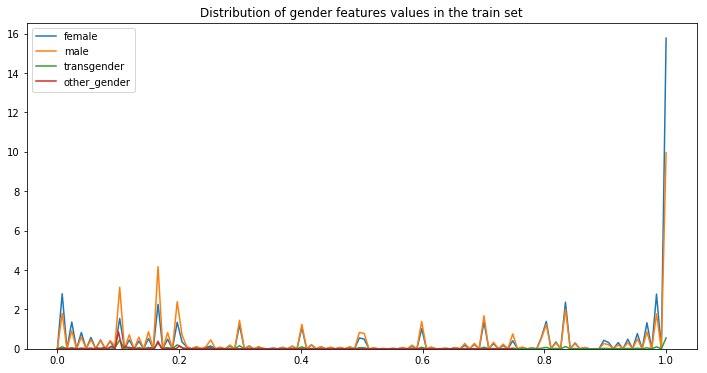 Distribution of gender features values in the train set
female
male
transgender
other_gender
16
14
12
10
8
6
4
2
0
0.0 0.2 0.4 0.6 0.8 1.0